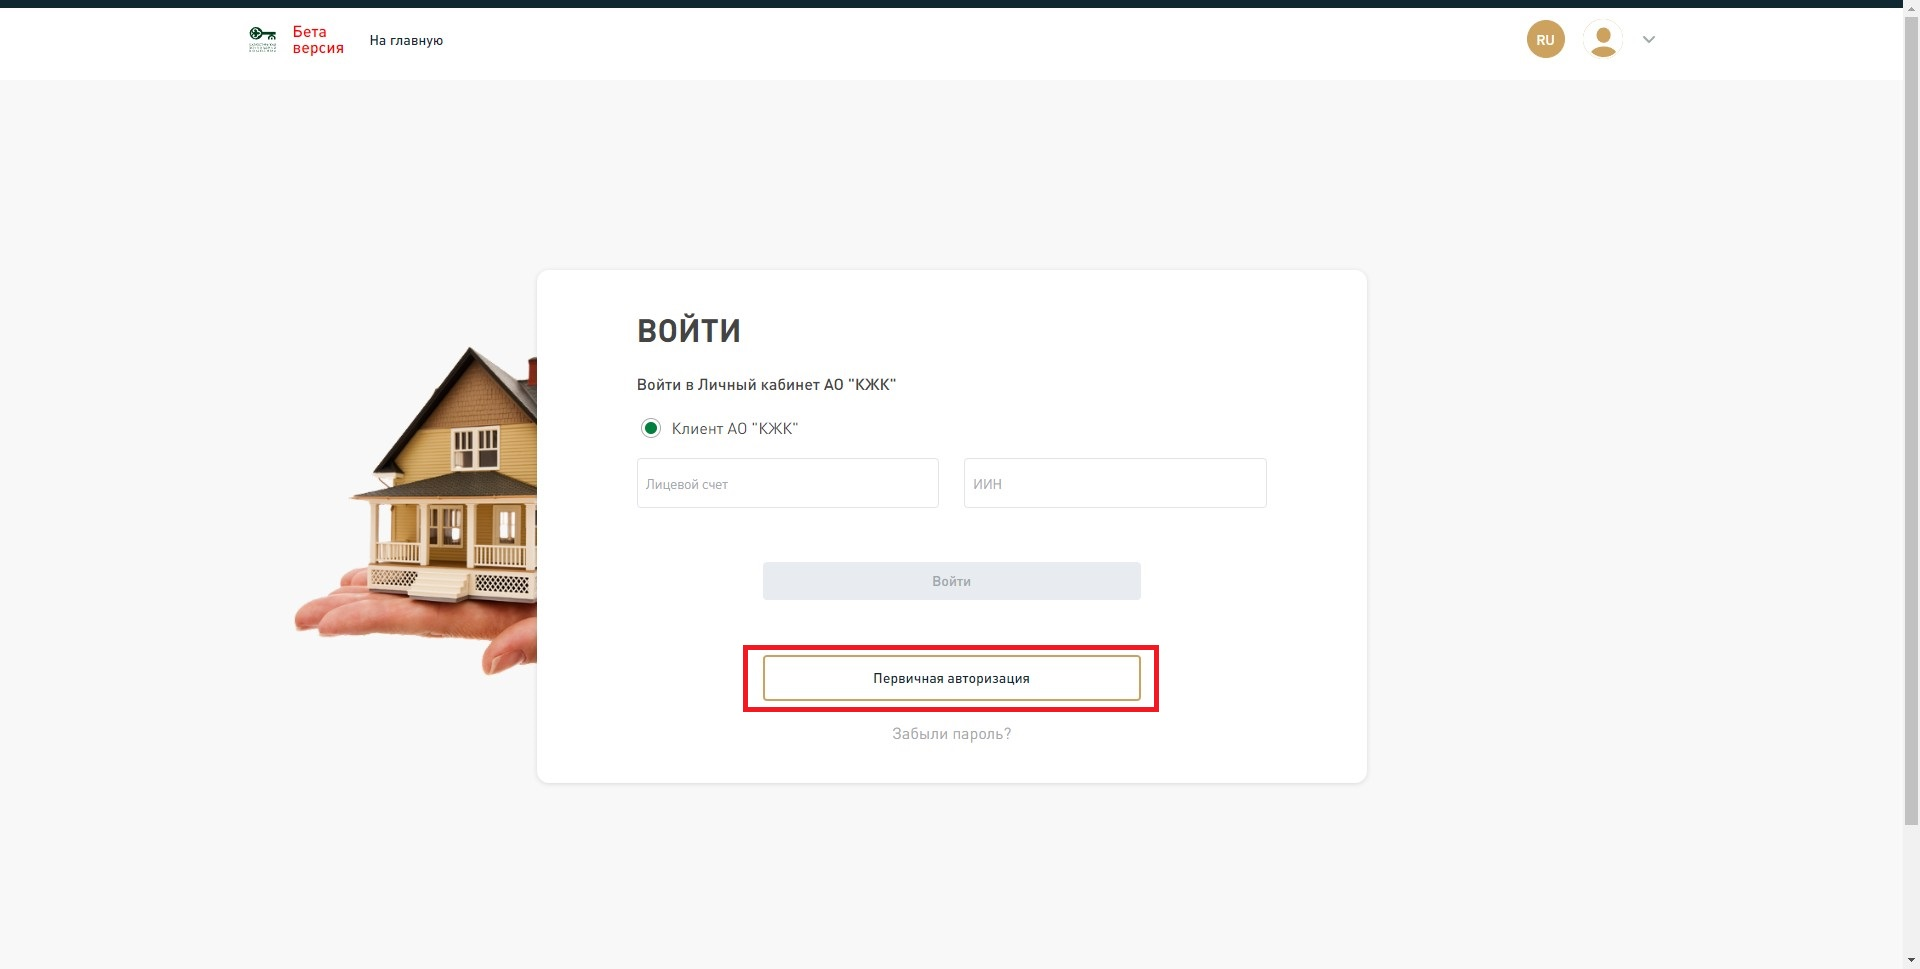 Бета
версия
На главную
RU
ВОЙТИ
Войти в Личный кабинет АО "КЖК"
Клиент АО "КЖК"
Лицевой счет
ИИН
Войти
Первичная авторизация
Забыли пароль?